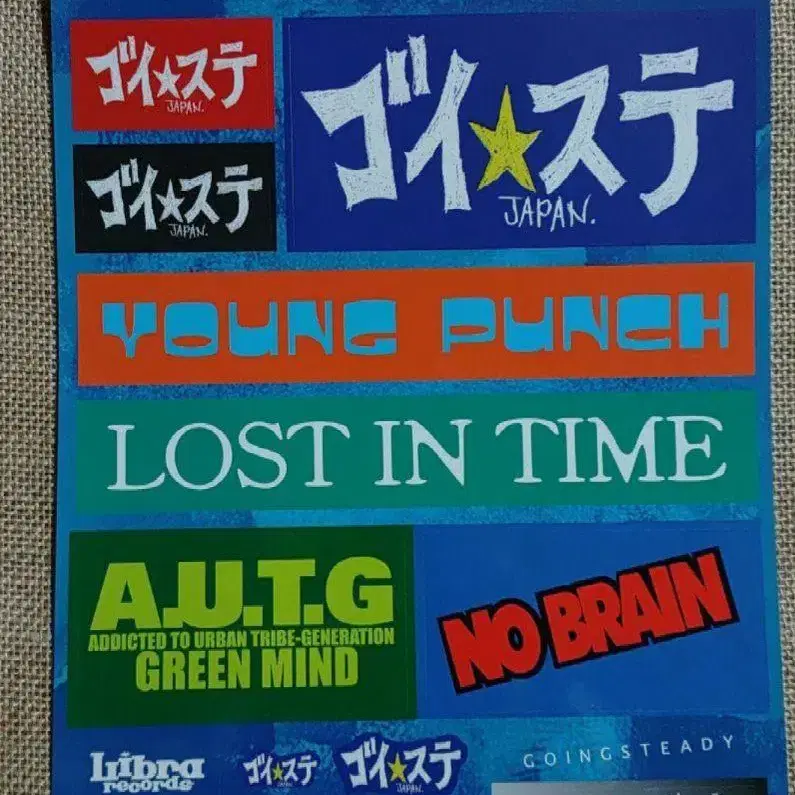 ゴイ★ステ
JAPAN.
ゴイ★ステ
JAPAN.
ゴイ★ステ
JAPAN.
YOUNG PUNCH
LOST IN TIME
A.U.T.G
ADDICTED TO URBAN TRIBE-GENERATION
GREEN MIND
NO BRAIN
Libra
records
ゴイ★ステ
ゴイ★ステ
GOINGSTEADY